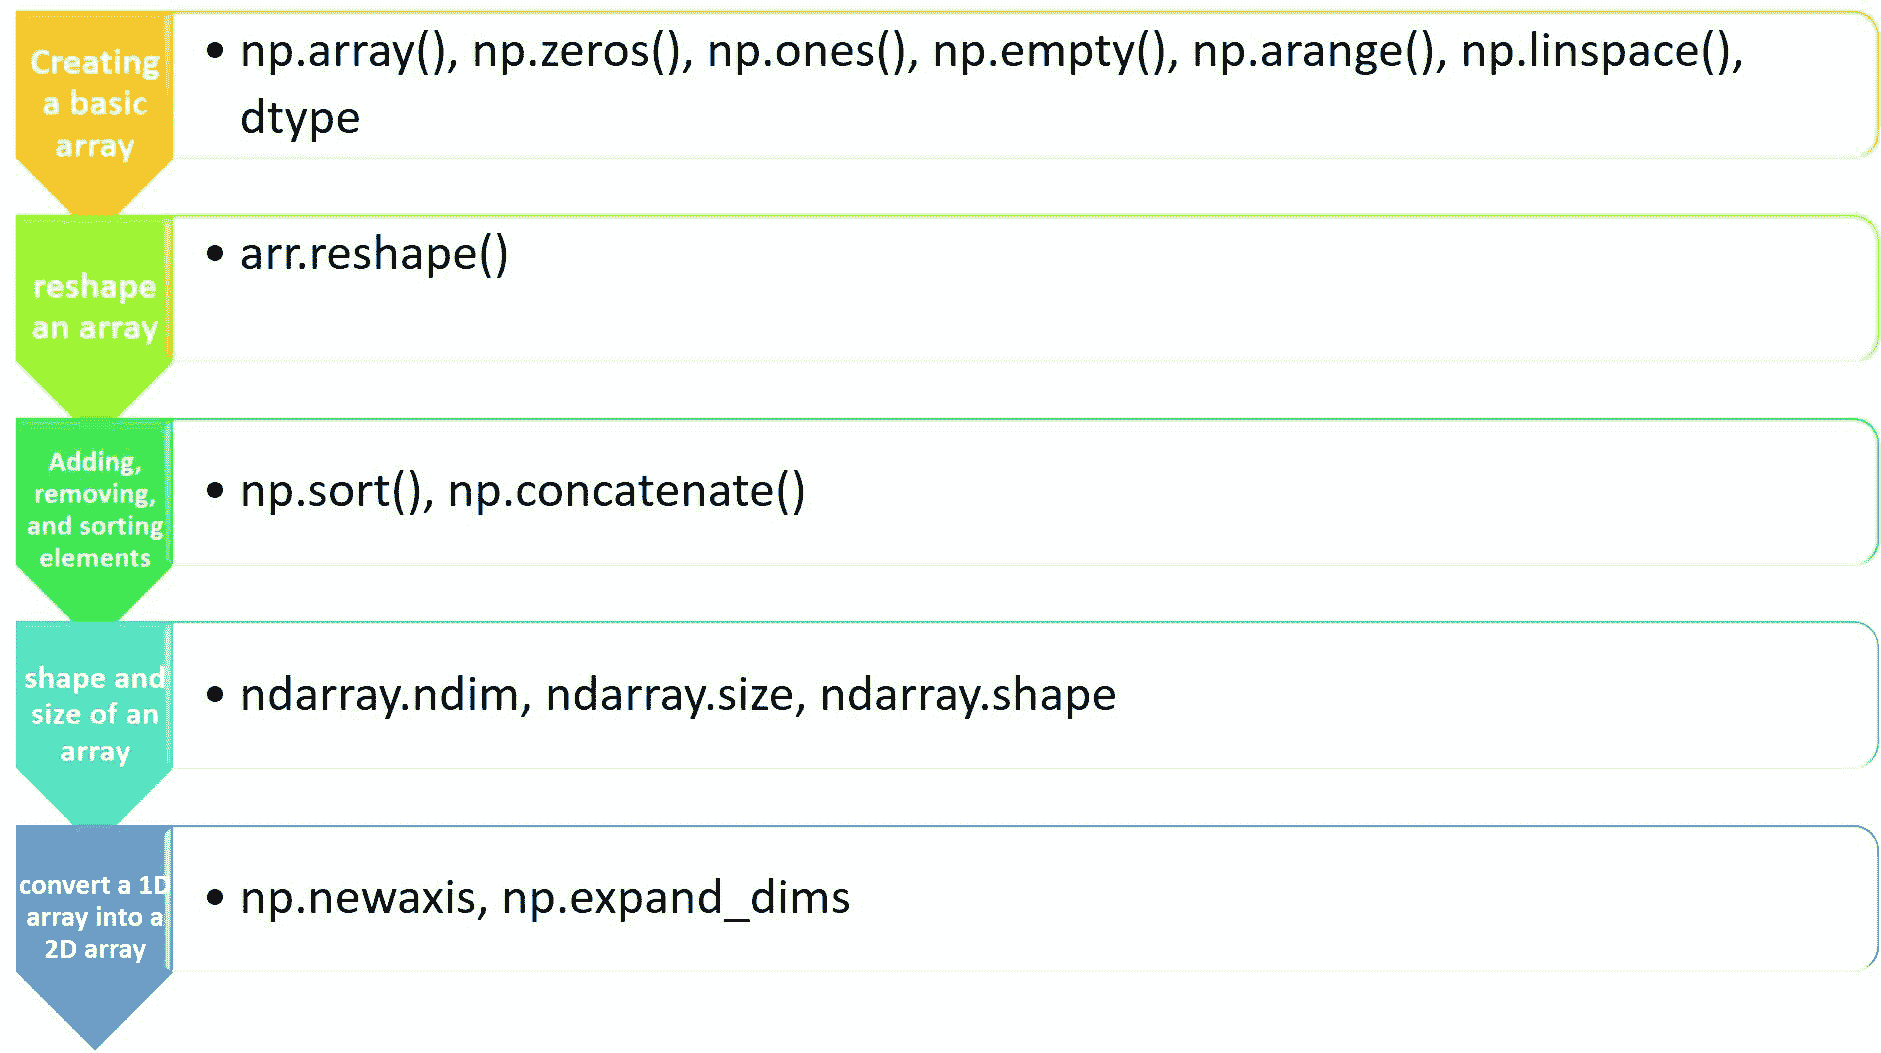 Creating
a basic
array
• np.array(), np.zeros(), np.ones(), np.empty(), np.arange(), np.linspace(),
dtype
reshape
an array
• arr.reshape()
Adding,
removing,
and sorting
elements
• np.sort(), np.concatenate()
shape and
size of an
array
• ndarray.ndim, ndarray.size, ndarray.shape
convert a 1D
array into a
2D array
• np.newaxis, np.expand_dims